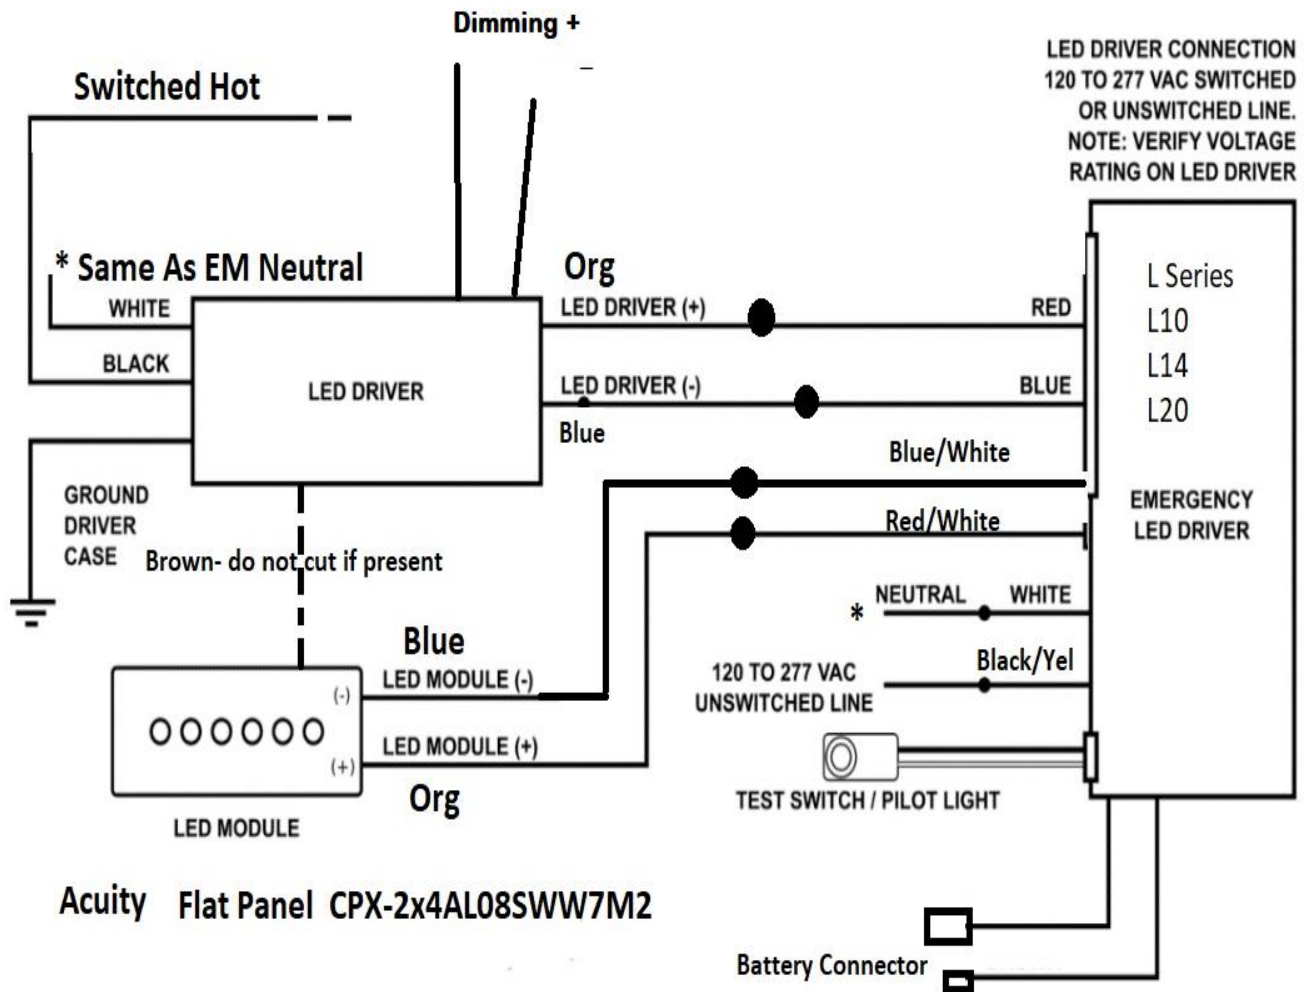 Dimming +
–
LED DRIVER CONNECTION
120 TO 277 VAC SWITCHED
OR UNSWITCHED LINE.
NOTE: VERIFY VOLTAGE
RATING ON LED DRIVER
Switched Hot
* Same As EM Neutral
WHITE
BLACK
LED DRIVER
GROUND
DRIVER
CASE
Brown- do not cut if present
Org
LED DRIVER (+)
RED
LED DRIVER (-)
BLUE
Blue
Blue/White
Red/White
L Series
L10
L14
L20
EMERGENCY
LED DRIVER
* NEUTRAL WHITE
Black/Yel
120 TO 277 VAC
UNSWITCHED LINE
TEST SWITCH / PILOT LIGHT
Blue
LED MODULE (-)
(-)
LED MODULE (+)
(+)
Org
LED MODULE
Acuity Flat Panel CPX-2x4AL08SWW7M2
Battery Connector